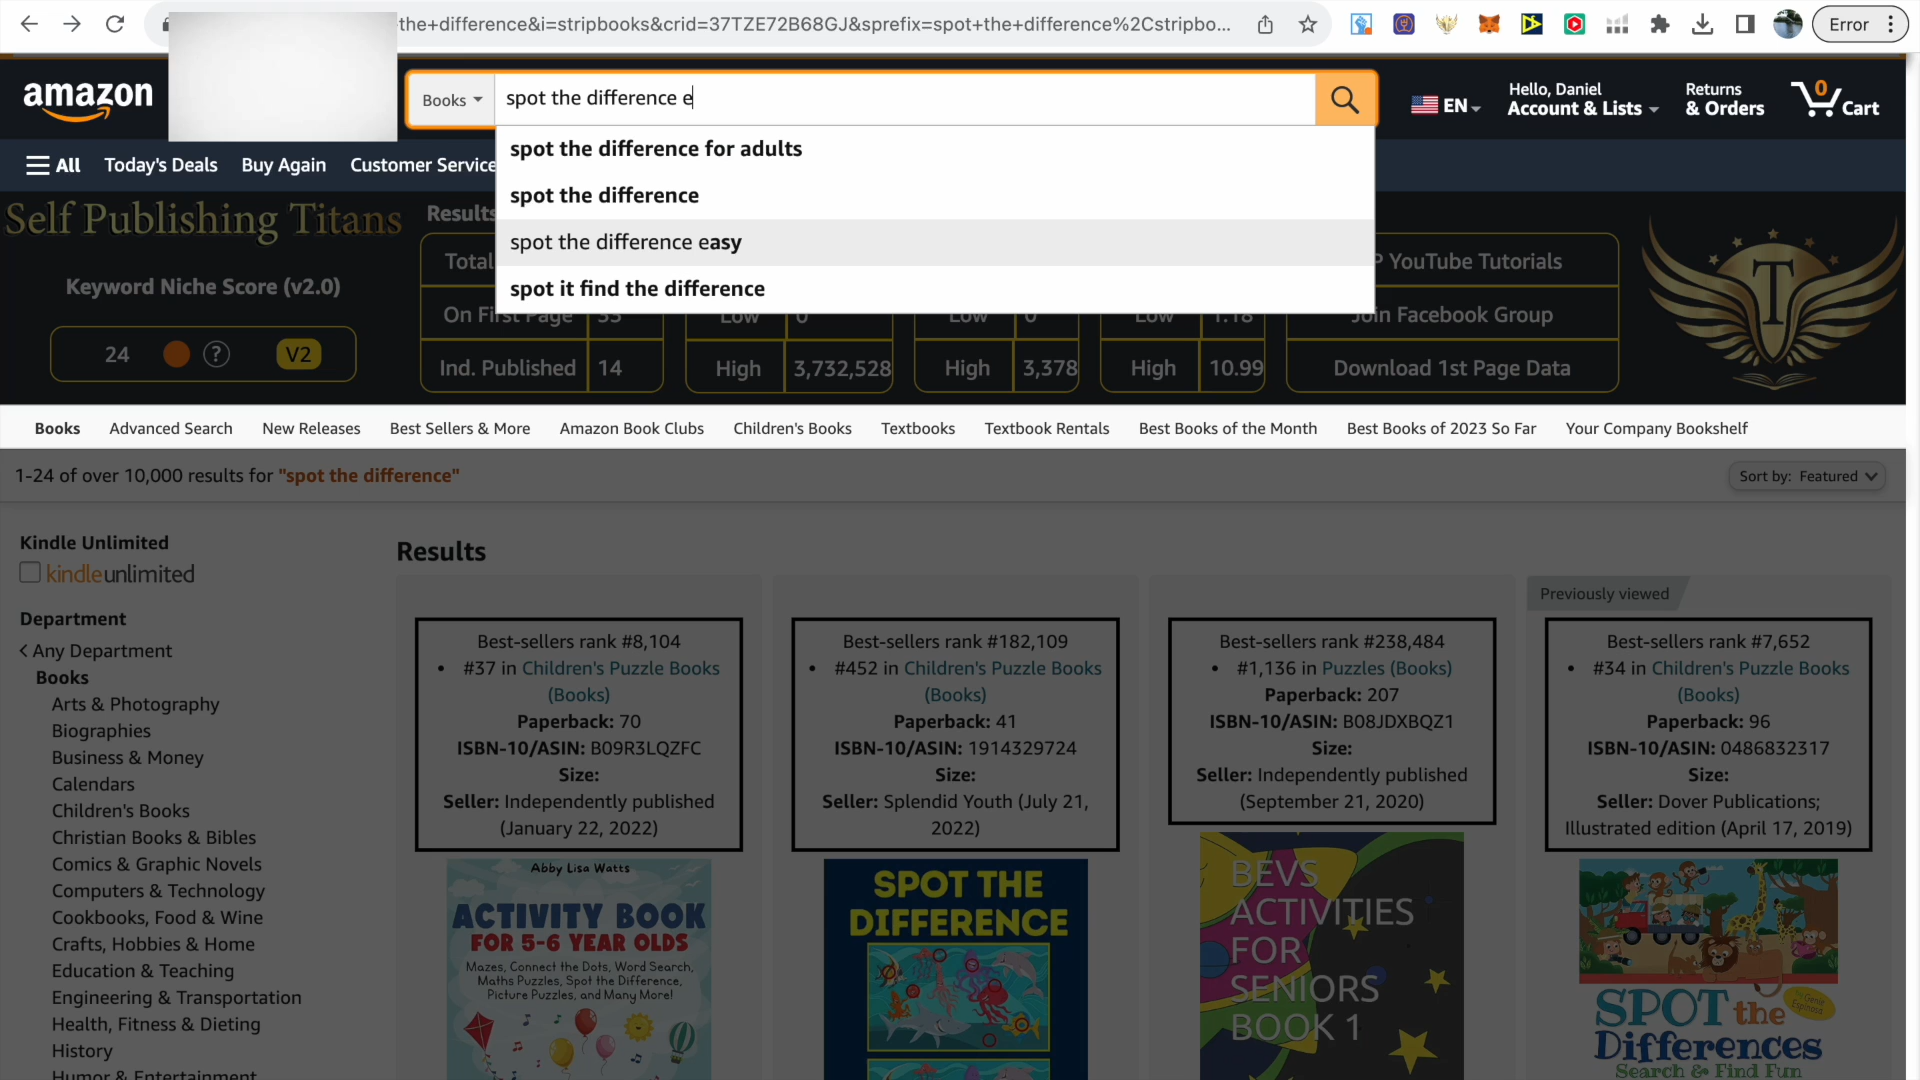 the+difference&i=stripbooks&crid=37TZE72B68GJ&sprefix=spot+the+difference%2Cstripbo...
Error
amazon
Books
spot the difference e
EN
Hello, Daniel
Account & Lists
Returns
& Orders
0
Cart
All
Today's Deals
Buy Again
Customer Service
spot the difference for adults
spot the difference
spot the difference easy
spot it find the difference
Self Publishing Titans
Results
Keyword Niche Score (v2.0)
24
?
V2
Total
YouTube Tutorials
On First Page 35
Low 0
Low 0
Low 1.18
Join Facebook Group
Ind. Published 14
High 3,732,528
High 3,378
High 10.99
Download 1st Page Data
T
Books
Advanced Search
New Releases
Best Sellers & More
Amazon Book Clubs
Children's Books
Textbooks
Textbook Rentals
Best Books of the Month
Best Books of 2023 So Far
Your Company Bookshelf
1-24 of over 10,000 results for "spot the difference"
Sort by: Featured
Kindle Unlimited
kindleunlimited
Department
Any Department
Books
Arts & Photography
Biographies
Business & Money
Calendars
Children's Books
Christian Books & Bibles
Comics & Graphic Novels
Computers & Technology
Cookbooks, Food & Wine
Crafts, Hobbies & Home
Education & Teaching
Engineering & Transportation
Health, Fitness & Dieting
History
Humor & Entertainment
Results
Best-sellers rank #8,104
• #37 in Children's Puzzle Books
(Books)
Paperback: 70
ISBN-10/ASIN: B09R3LQZFC
Size:
Seller: Independently published
(January 22, 2022)
Abby Lisa Watts
ACTIVITY BOOK
FOR 5-6 YEAR OLDS
Mazes, Connect the Dots, Word Search,
Maths Puzzles, Spot the Difference,
Picture Puzzles, and Many More!
Best-sellers rank #182,109
• #452 in Children's Puzzle Books
(Books)
Paperback: 41
ISBN-10/ASIN: 1914329724
Size:
Seller: Splendid Youth (July 21,
2022)
SPOT THE
DIFFERENCE
Best-sellers rank #238,484
• #1,136 in Puzzles (Books)
Paperback: 207
ISBN-10/ASIN: B08JDXBQZ1
Size:
Seller: Independently published
(September 21, 2020)
BEVS
ACTIVITIES
FOR
SENIORS
BOOK 1
Previously viewed
Best-sellers rank #7,652
• #34 in Children's Puzzle Books
(Books)
Paperback: 96
ISBN-10/ASIN: 0486832317
Size:
Seller: Dover Publications;
Illustrated edition (April 17, 2019)
SPOT the
Differences
Search & Find Fun